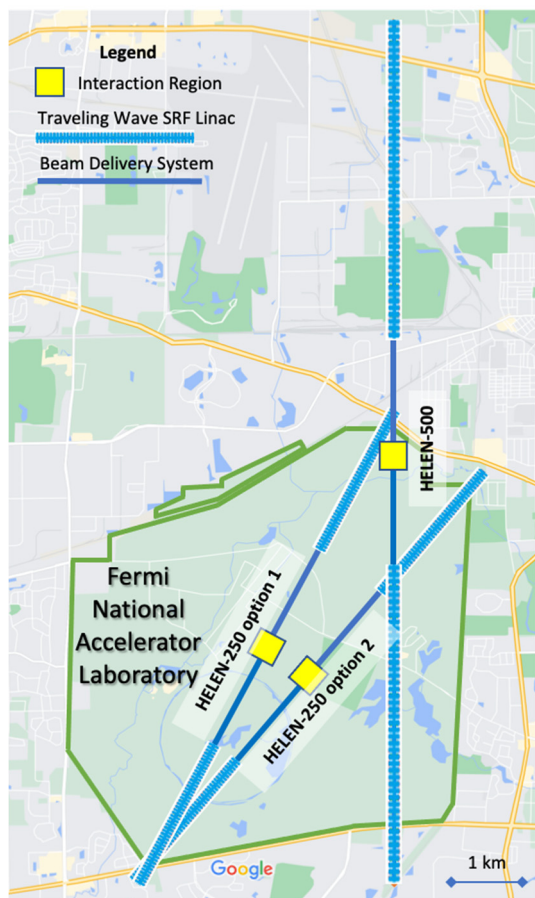 Legend
Interaction Region
Traveling Wave SRF Linac
Beam Delivery System
HELEN-500
Fermi
National
Accelerator
Laboratory
HELEN-250 option 1
HELEN-250 option 2
Google
1 km